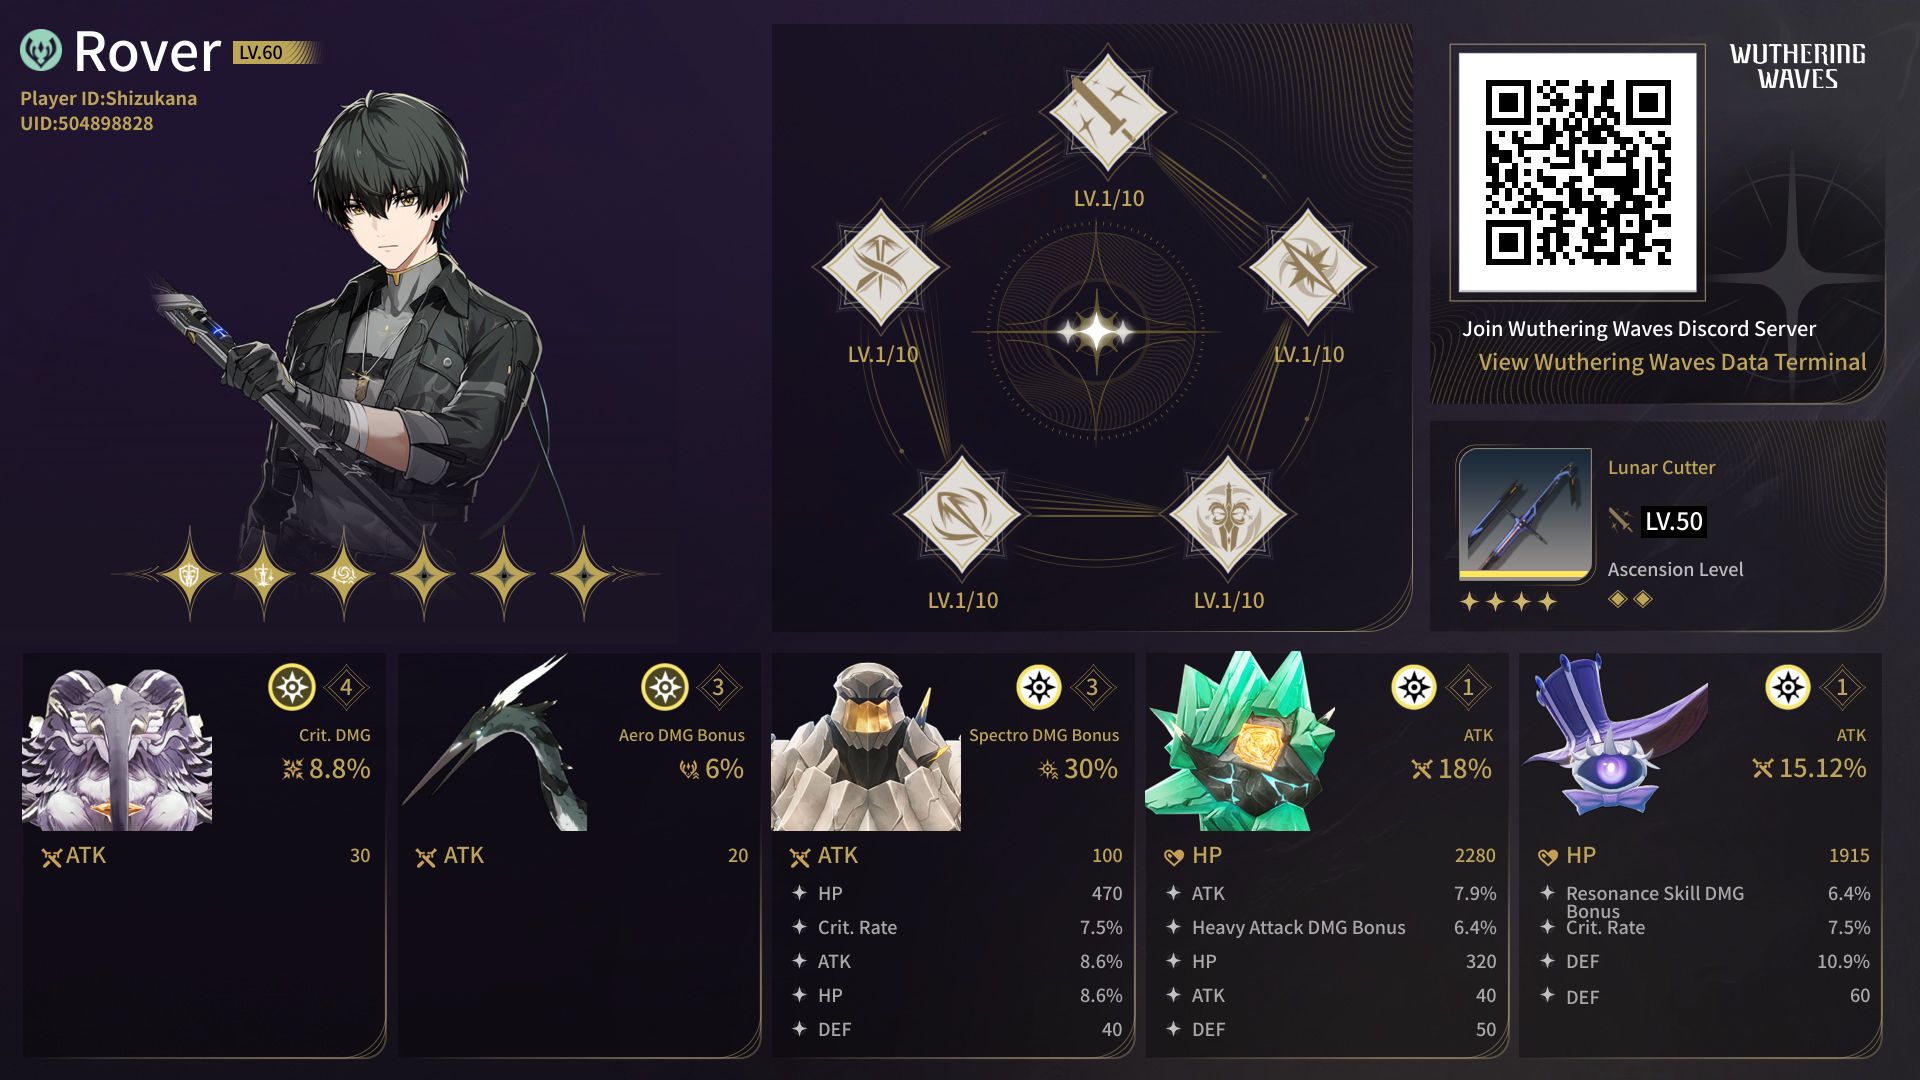 Rover LV.60
Player ID:Shizukana
UID:504898828
LV.1/10
LV.1/10
LV.1/10
LV.1/10
LV.1/10
WUTHERING
WAVES
Join Wuthering Waves Discord Server
View Wuthering Waves Data Terminal
Lunar Cutter
LV.50
Ascension Level
4
Crit. DMG
8.8%
ATK 30
3
Aero DMG Bonus
6%
ATK 20
3
Spectro DMG Bonus
30%
ATK 100
HP 470
Crit. Rate 7.5%
ATK 8.6%
HP 8.6%
DEF 40
1
ATK
18%
HP 2280
ATK 7.9%
Heavy Attack DMG Bonus 6.4%
HP 320
ATK 40
DEF 50
1
ATK
15.12%
HP 1915
Resonance Skill DMG 6.4%
Bonus
Crit. Rate 7.5%
DEF 10.9%
DEF 60